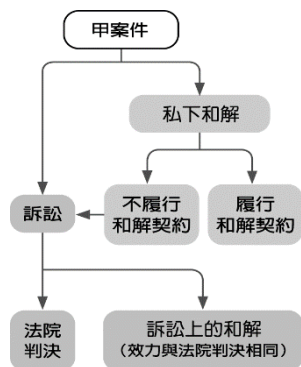 甲案件
私下和解
訴訟
不履行
和解契約
履行
和解契約
法院
判決
訴訟上的和解
（效力與法院判決相同）